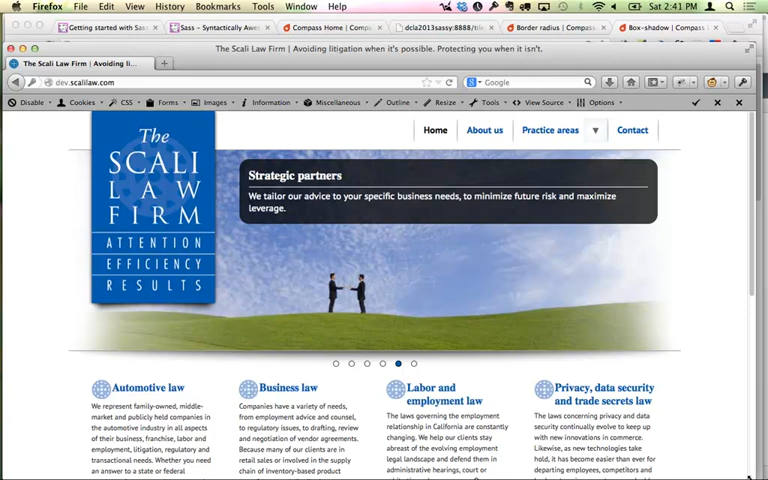 Firefox File Edit View History Bookmarks Tools Window Help Sat 2:41 PM
Getting started with Sass Sass – Syntactically Awe Compass Home | Compa dcla2013sassy:8888/tile Border radius | Compass Box-shadow | Compass
The Scali Law Firm | Avoiding litigation when it's possible. Protecting you when it isn't.
The Scali Law Firm | Avoiding li...
dev.scalilaw.com Google
Disable Cookies CSS Forms Images Information Miscellaneous Outline Resize Tools View Source Options
Home About us Practice areas Contact
The
SCALI
LAW
FIRM
ATTENTION
EFFICIENCY
RESULTS
Strategic partners
We tailor our advice to your specific business needs, to minimize future risk and maximize
leverage.
Automotive law
We represent family-owned, middle-
market and publicly held companies in
the automotive industry in all aspects
of their business, franchise, labor and
employment, litigation, regulatory and
transactional needs. Whether you need
an answer to a state or federal
Business law
Companies have a variety of needs,
from employment advice and counsel,
to regulatory issues, to drafting, review
and negotiation of vendor agreements.
Because many of our clients are in
retail sales or involved in the supply
chain of inventory-based product
Labor and
employment law
The laws governing the employment
relationship in California are constantly
changing. We help our clients stay
abreast of the evolving employment
legal landscape and defend them in
administrative hearings, court or
Privacy, data security
and trade secrets law
The laws concerning privacy and data
security continually evolve to keep up
with new innovations in commerce.
Likewise, as new technologies take
hold, it has become easier than ever for
departing employees, competitors and